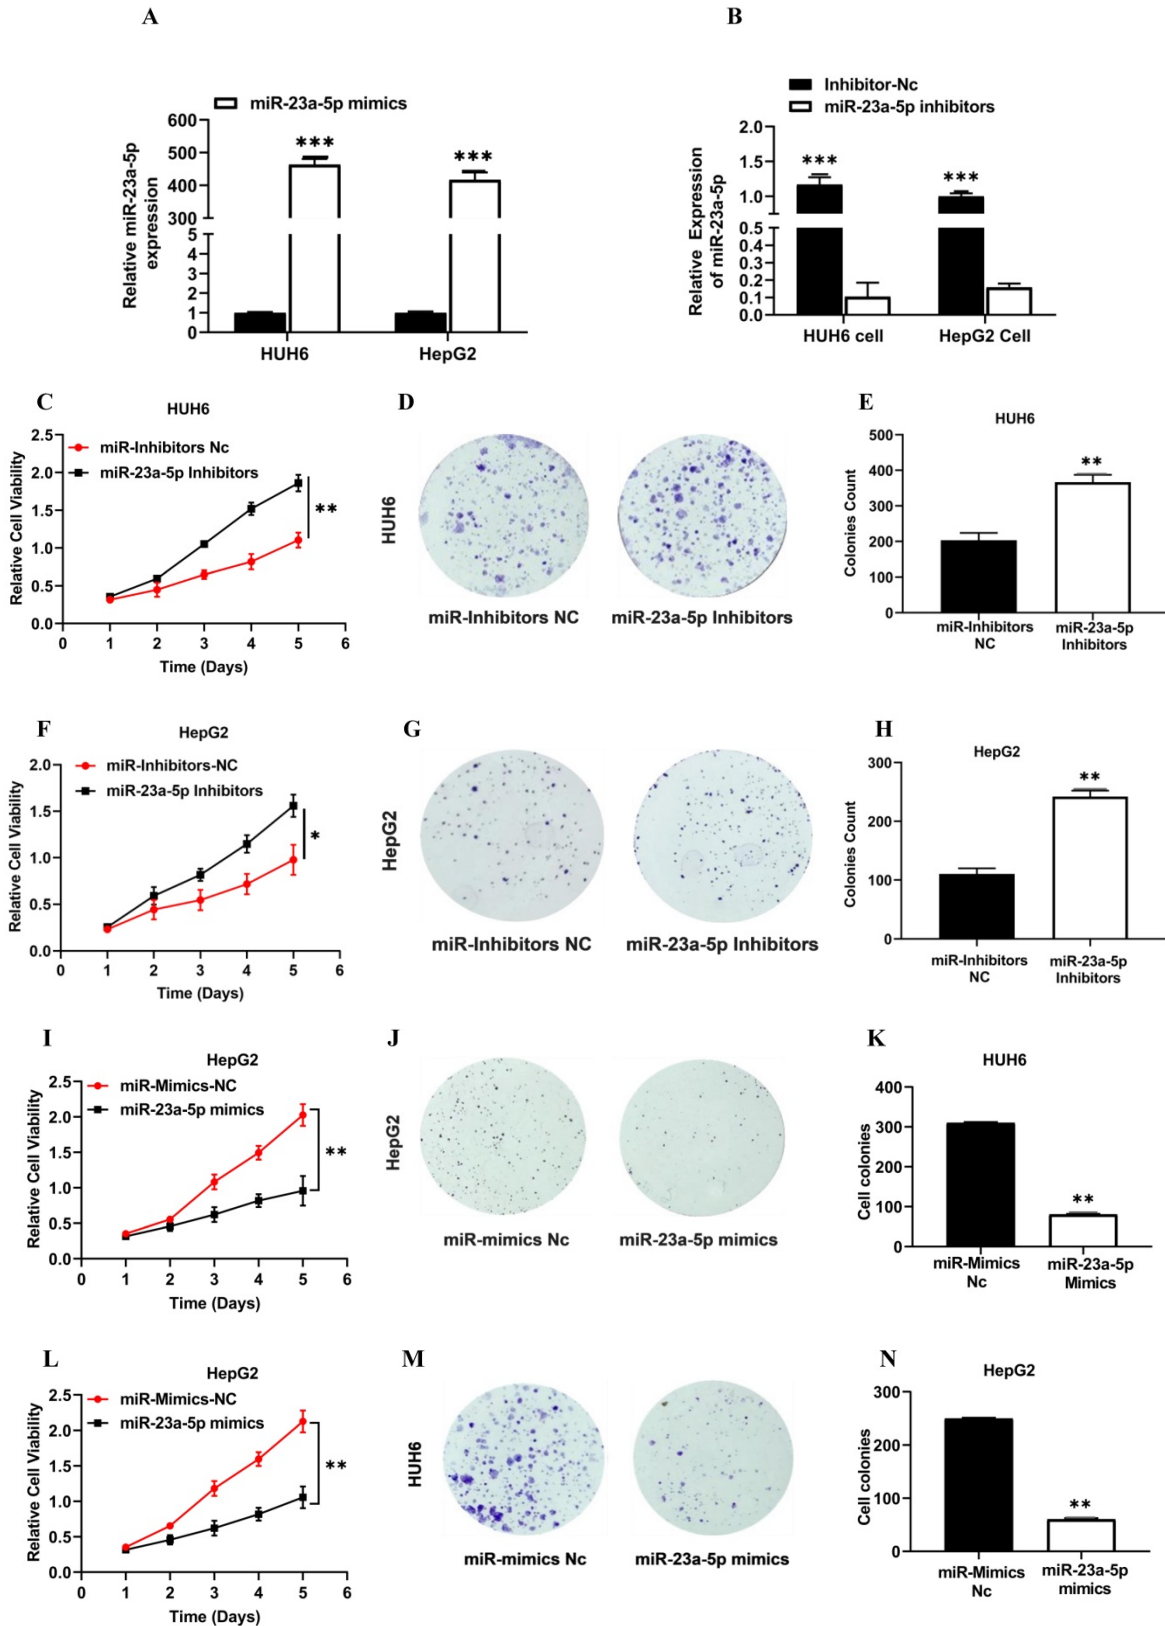 A
miR-23a-5p mimics
Relative miR-23a-5p
expression
600
500
400
300
5
4
3
2
1
0
***
***
HUH6
HepG2
B
Inhibitor-Nc
miR-23a-5p inhibitors
Relative Expression
of miR-23a-5p
2.0
1.5
1.0
0.5
0.4
0.3
0.2
0.1
0.0
***
***
HUH6 cell
HepG2 Cell
C
HUH6
miR-Inhibitors Nc
miR-23a-5p Inhibitors
Relative Cell Viability
2.5
2.0
1.5
1.0
0.5
0.0
**
0 1 2 3 4 5 6
Time (Days)
D
HUH6
miR-Inhibitors NC
miR-23a-5p Inhibitors
E
HUH6
Colonies Count
500
400
300
200
100
0
**
miR-Inhibitors
NC
miR-23a-5p
Inhibitors
F
HepG2
miR-Inhibitors-NC
miR-23a-5p Inhibitors
Relative Cell Viability
2.0
1.5
1.0
0.5
0.0
*
0 1 2 3 4 5 6
Time (Days)
G
HepG2
miR-Inhibitors NC
miR-23a-5p Inhibitors
H
HepG2
Colonies Count
300
200
100
0
**
miR-Inhibitors
NC
miR-23a-5p
Inhibitors
I
HepG2
miR-Mimics-NC
miR-23a-5p mimics
Relative Cell Viability
2.5
2.0
1.5
1.0
0.5
0.0
**
0 1 2 3 4 5 6
Time (Days)
J
HepG2
miR-mimics Nc
miR-23a-5p mimics
K
HUH6
Cell colonies
400
300
200
100
0
**
miR-Mimics
Nc
miR-23a-5p
Mimics
L
HepG2
miR-Mimics-NC
miR-23a-5p mimics
Relative Cell Viability
2.5
2.0
1.5
1.0
0.5
0.0
**
0 1 2 3 4 5 6
Time (Days)
M
HUH6
miR-mimics Nc
miR-23a-5p mimics
N
HepG2
Cell colonies
300
200
100
0
**
miR-Mimics
Nc
miR-23a-5p
mimics